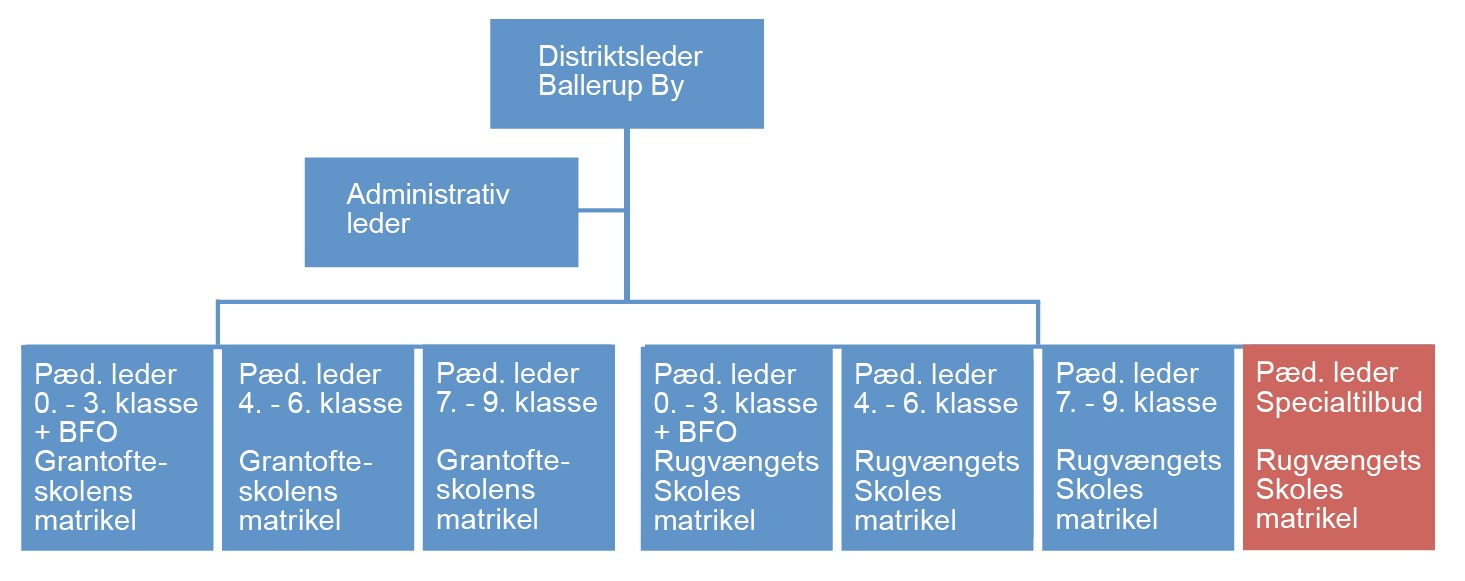 Distriktsleder
Ballerup By
Administrativ
leder
Pæd. leder
0. - 3. klasse
+ BFO
Grantofte-
skolens
matrikel
Pæd. leder
4. - 6. klasse
Grantofte-
skolens
matrikel
Pæd. leder
7. - 9. klasse
Grantofte-
skolens
matrikel
Pæd. leder
0. - 3. klasse
+ BFO
Rugvængets
Skoles
matrikel
Pæd. leder
4. - 6. klasse
Rugvængets
Skoles
matrikel
Pæd. leder
7. - 9. klasse
Rugvængets
Skoles
matrikel
Pæd. leder
Specialtilbud
Rugvængets
Skoles
matrikel